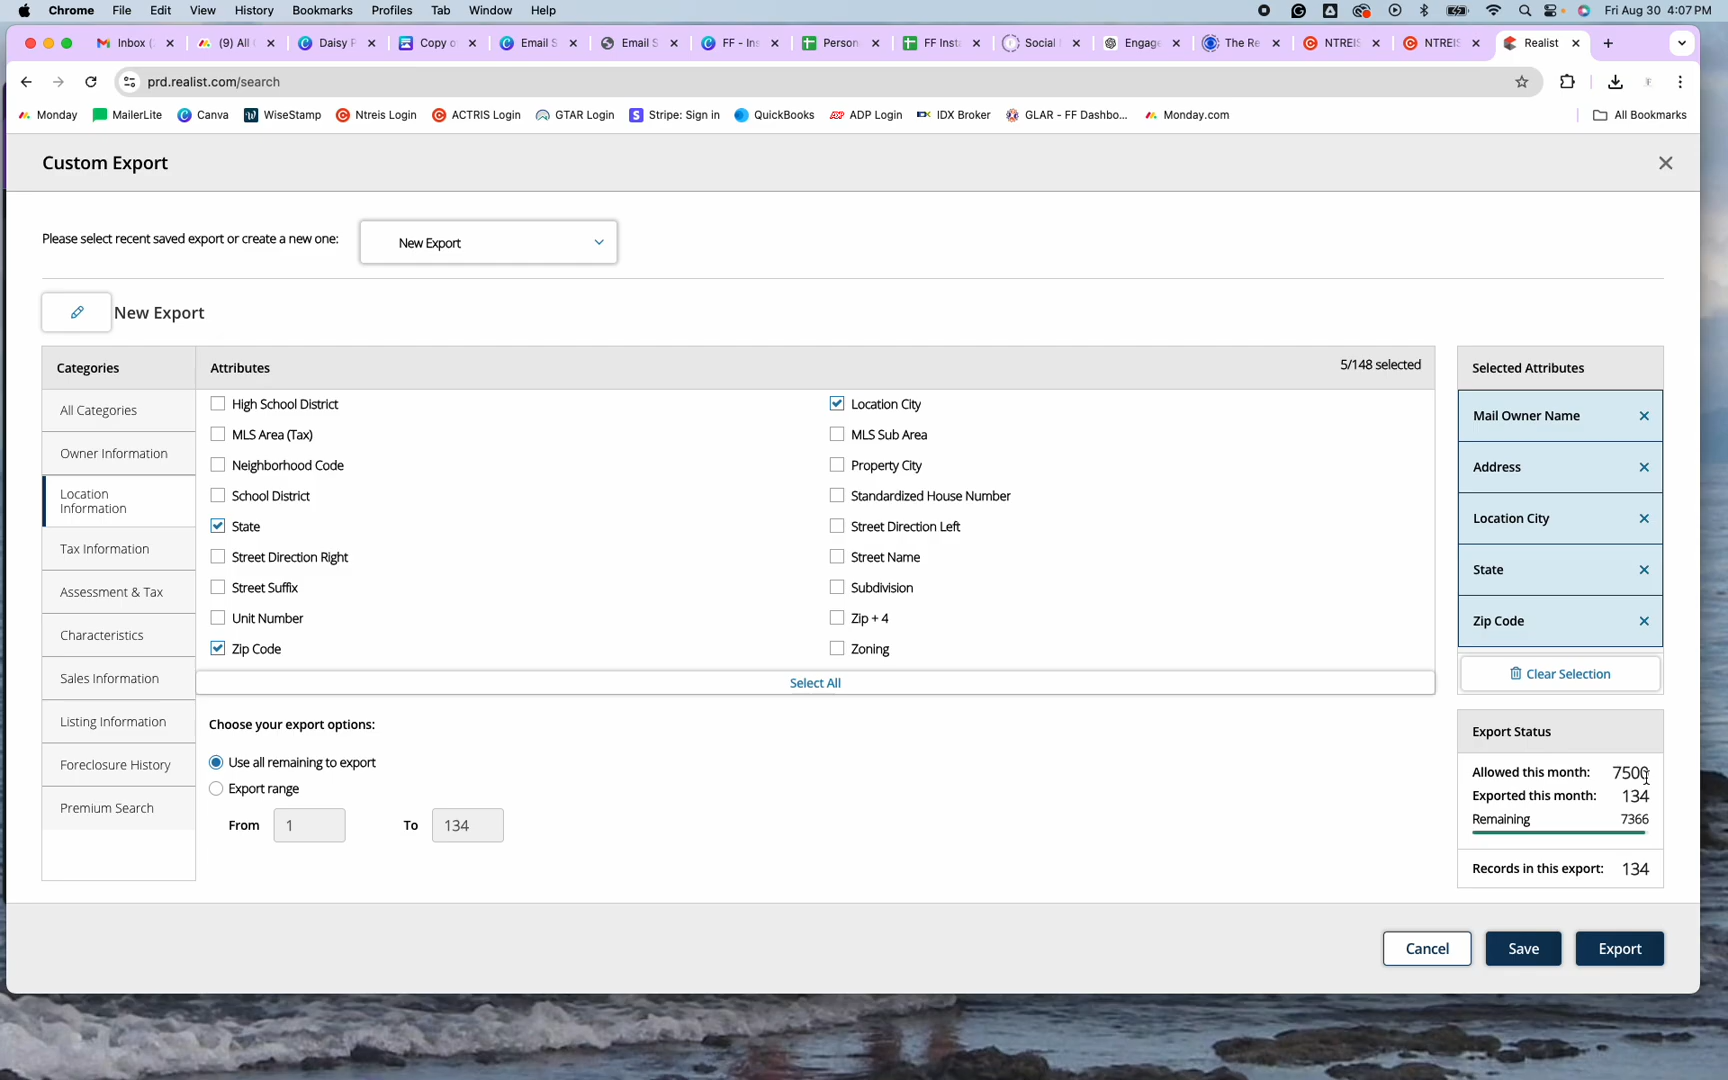 Chrome File Edit View History Bookmarks Profiles Tab Window Help Fri Aug 30 4:07 PM
Inbox (2 (9) All Daisy P Copy o Email S Email S FF - Ins Person FF Inst Social Engag The Re NTREIS NTREIS Realist
prd.realist.com/search
Monday MailerLite Canva WiseStamp Ntreis Login ACTRIS Login GTAR Login Stripe: Sign in QuickBooks ADP Login IDX Broker GLAR - FF Dashbo... Monday.com All Bookmarks
Custom Export
Please select recent saved export or create a new one: New Export
New Export
Categories Attributes 5/148 selected Selected Attributes
All Categories
Owner Information
Location Information
Tax Information
Assessment & Tax
Characteristics
Sales Information
Listing Information
Foreclosure History
Premium Search
High School District Location City
MLS Area (Tax) MLS Sub Area
Neighborhood Code Property City
School District Standardized House Number
State Street Direction Left
Street Direction Right Street Name
Street Suffix Subdivision
Unit Number Zip + 4
Zip Code Zoning
Select All
Choose your export options:
Use all remaining to export
Export range
From 1 To 134
Mail Owner Name
Address
Location City
State
Zip Code
Clear Selection
Export Status
Allowed this month: 7500
Exported this month: 134
Remaining 7366
Records in this export: 134
Cancel Save Export